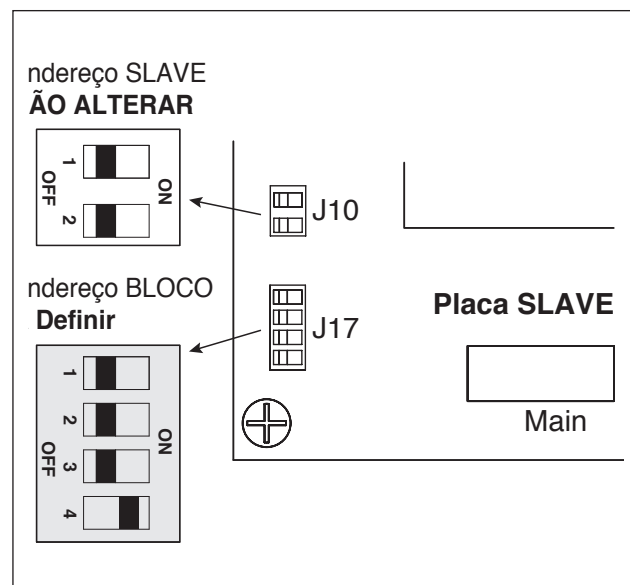 ndereço SLAVE
ÃO ALTERAR
1
2
OFF
ON
J10
ndereço BLOCO
Definir
1
2
3
4
OFF
ON
J17
Placa SLAVE
Main